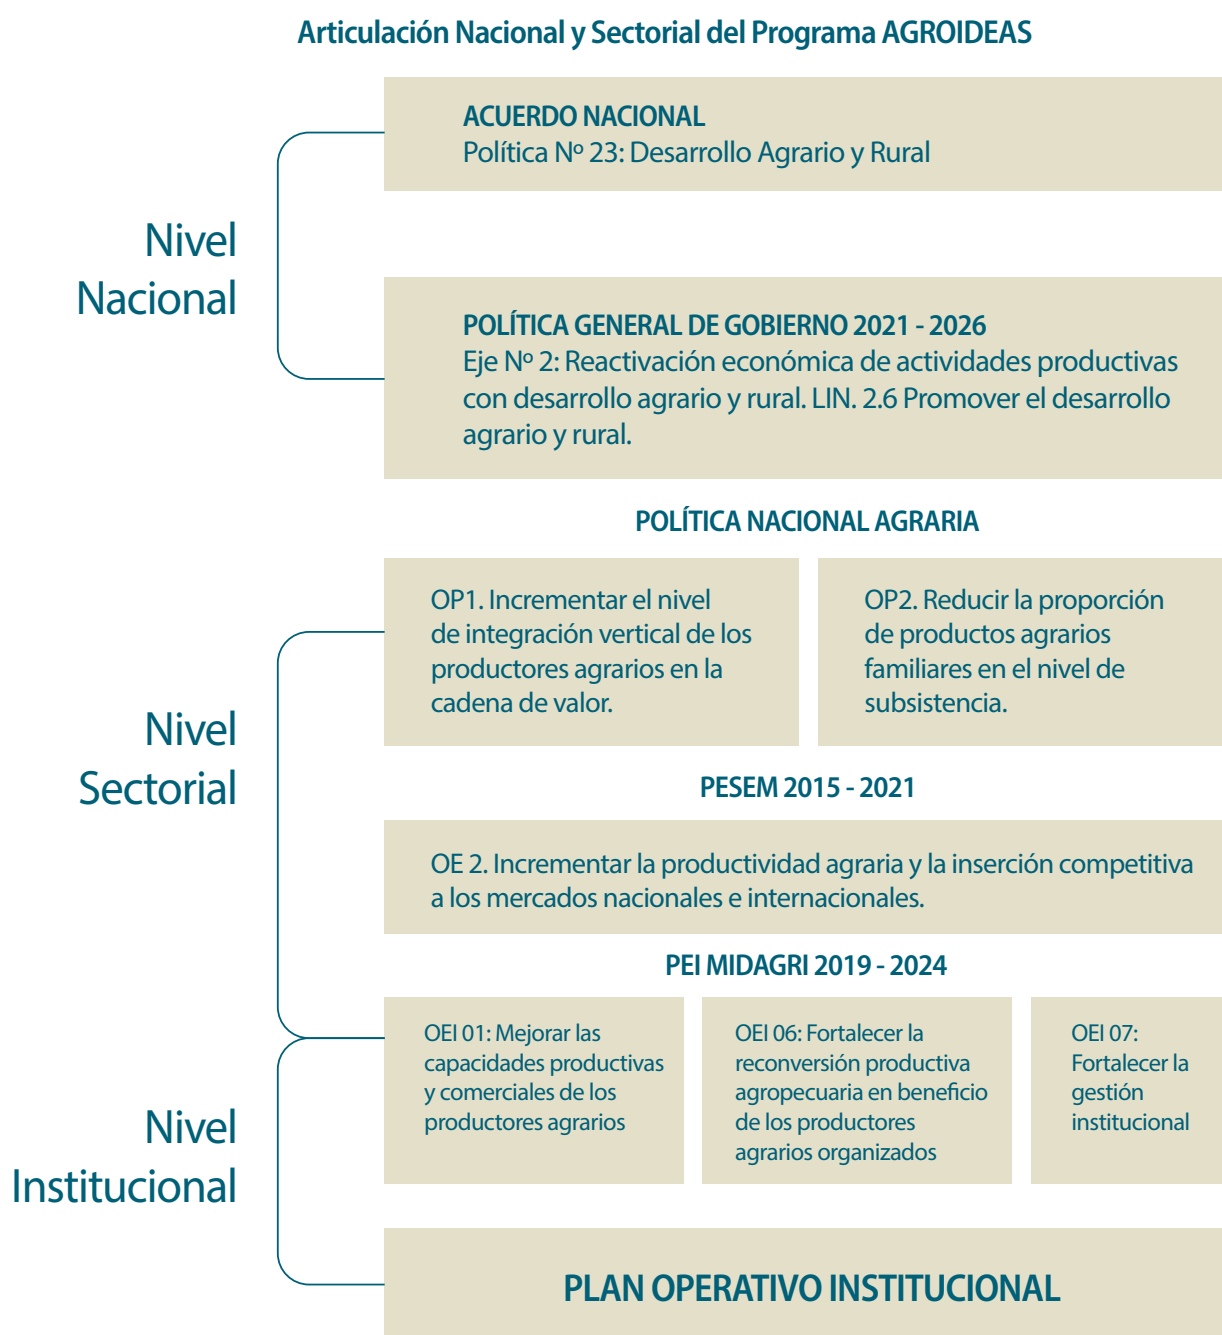 Articulación Nacional y Sectorial del Programa AGROIDEAS
Nivel
Nacional
ACUERDO NACIONAL
Política Nº 23: Desarrollo Agrario y Rural
POLÍTICA GENERAL DE GOBIERNO 2021 - 2026
Eje Nº 2: Reactivación económica de actividades productivas
con desarrollo agrario y rural. LIN. 2.6 Promover el desarrollo
agrario y rural.
Nivel
Sectorial
POLÍTICA NACIONAL AGRARIA
OP1. Incrementar el nivel
de integración vertical de los
productores agrarios en la
cadena de valor.
OP2. Reducir la proporción
de productos agrarios
familiares en el nivel de
subsistencia.
PESEM 2015 - 2021
OE 2. Incrementar la productividad agraria y la inserción competitiva
a los mercados nacionales e internacionales.
PEI MIDAGRI 2019 - 2024
Nivel
Institucional
OEI 01: Mejorar las
capacidades productivas
y comerciales de los
productores agrarios
OEI 06: Fortalecer la
reconversión productiva
agropecuaria en beneficio
de los productores
agrarios organizados
OEI 07:
Fortalecer la
gestión
institucional
PLAN OPERATIVO INSTITUCIONAL